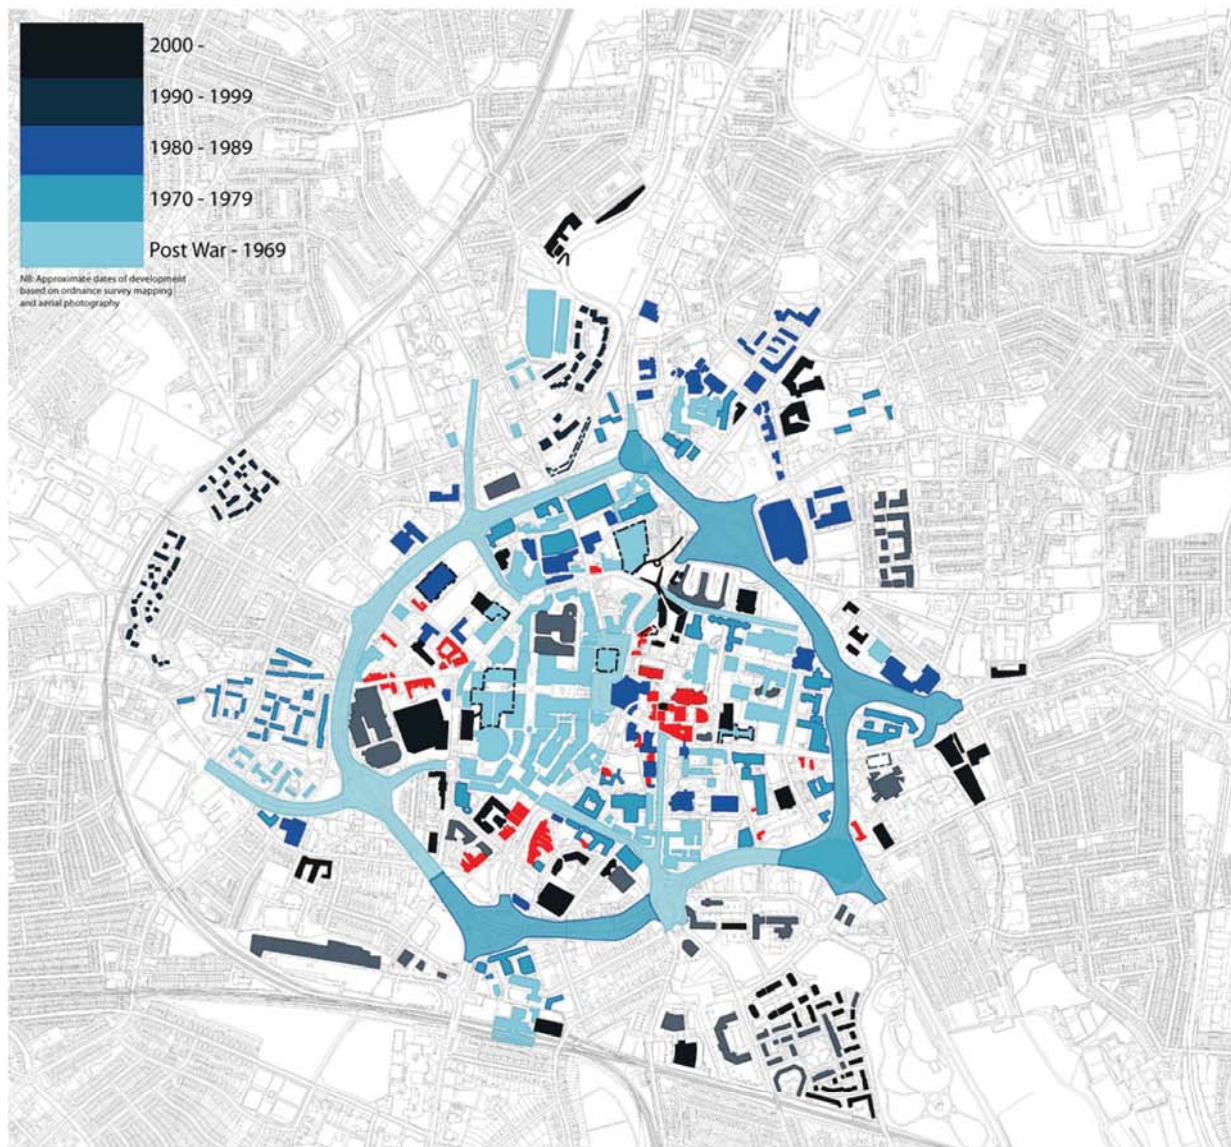 2000 -
1990 - 1999
1980 - 1989
1970 - 1979
Post War - 1969
NB: Approximate dates of development
based on ordnance survey mapping
and aerial photography